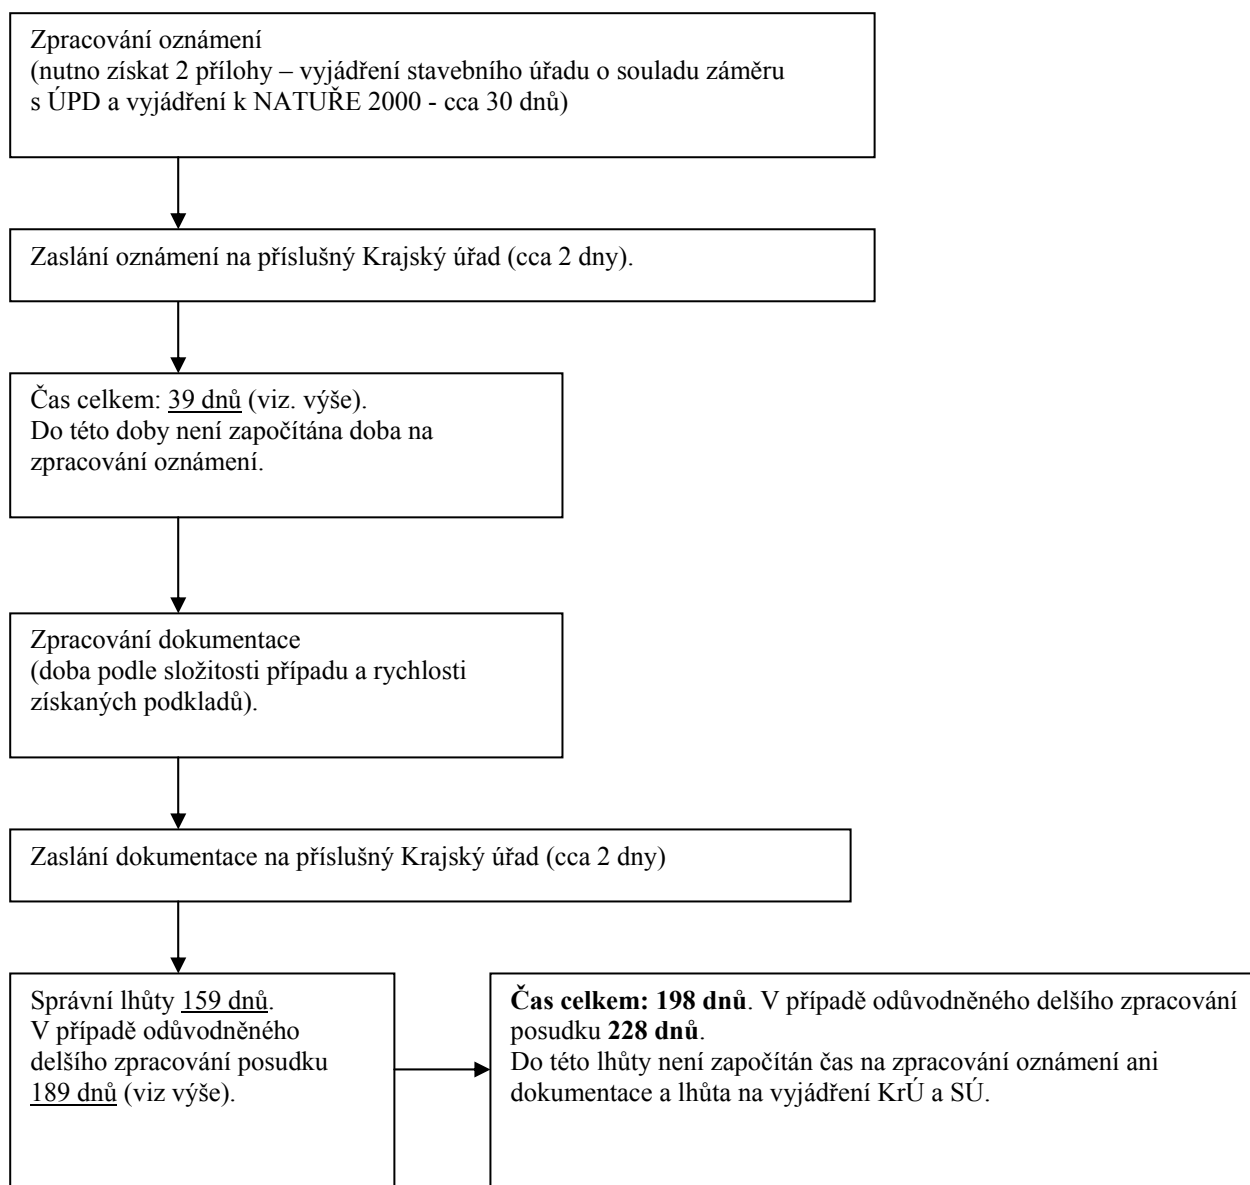 Zpracování oznámení
(nutno získat 2 přílohy – vyjádření stavebního úřadu o souladu záměru
s ÚPD a vyjádření k NATUŘE 2000 - cca 30 dnů)
Zaslání oznámení na příslušný Krajský úřad (cca 2 dny).
Čas celkem: 39 dnů (viz. výše).
Do této doby není započítána doba na
zpracování oznámení.
Zpracování dokumentace
(doba podle složitosti případu a rychlosti
získaných podkladů).
Zaslání dokumentace na příslušný Krajský úřad (cca 2 dny)
Správní lhůty 159 dnů.
V případě odůvodněného
delšího zpracování posudku
189 dnů (viz výše).
Čas celkem: 198 dnů. V případě odůvodněného delšího zpracování
posudku 228 dnů.
Do této lhůty není započítán čas na zpracování oznámení ani
dokumentace a lhůta na vyjádření KrÚ a SÚ.